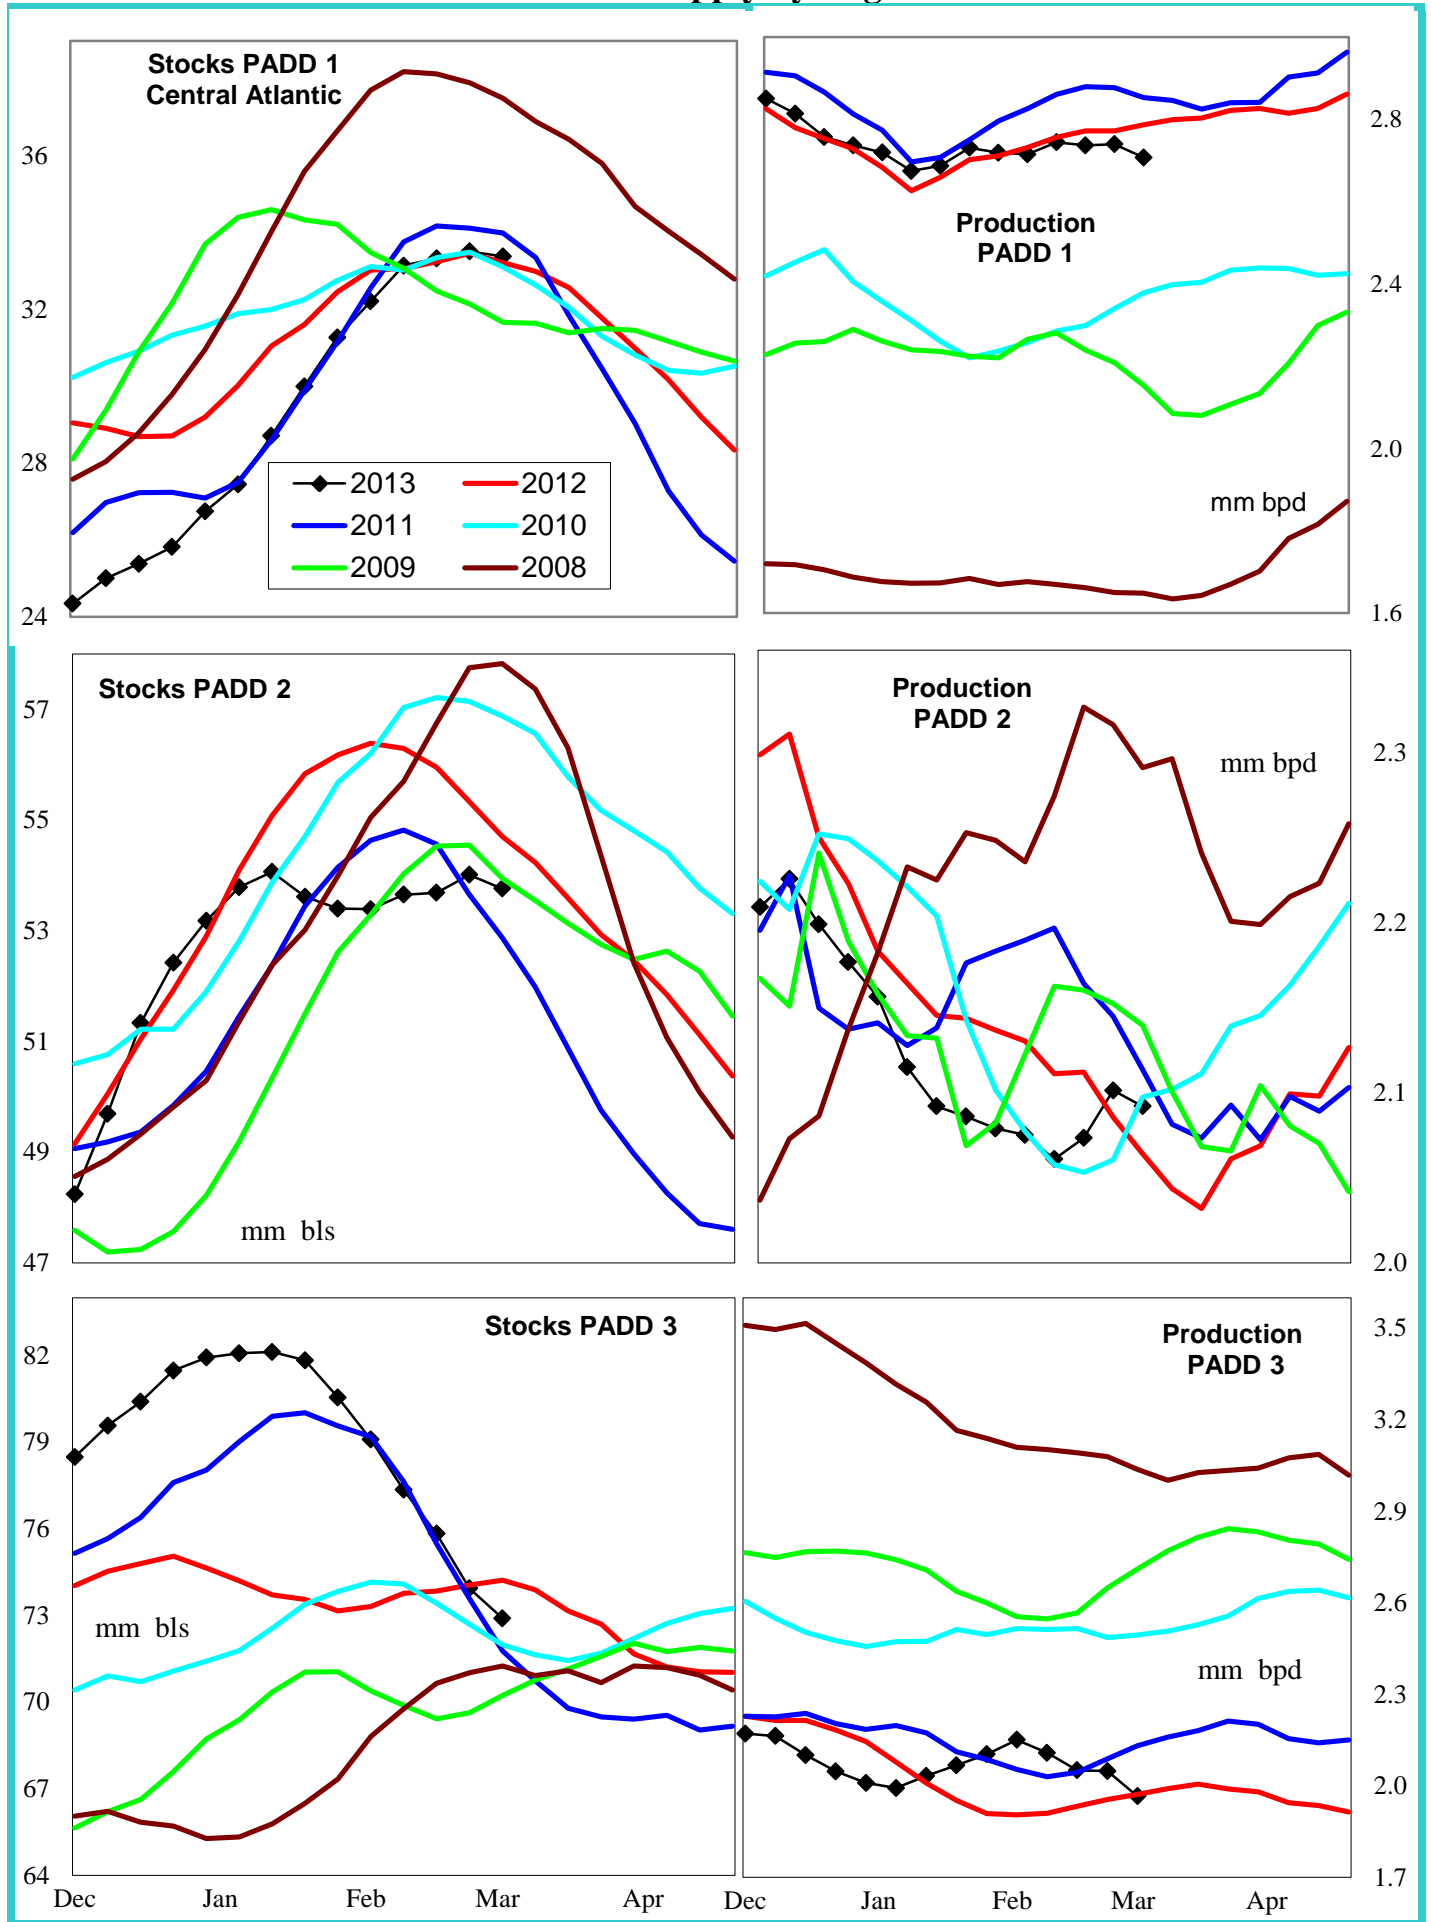 Stocks PADD 1
Central Atlantic
36
32
28
24
2013
2012
2011
2010
2009
2008
Production
PADD 1
mm bpd
2.8
2.4
2.0
1.6
Stocks PADD 2
57
55
53
51
49
47
mm bls
Production
PADD 2
mm bpd
2.3
2.2
2.1
2.0
Stocks PADD 3
82
79
76
73
70
67
64
mm bls
Dec Jan Feb Mar Apr
Production
PADD 3
mm bpd
3.5
3.2
2.9
2.6
2.3
2.0
1.7
Dec Jan Feb Mar Apr